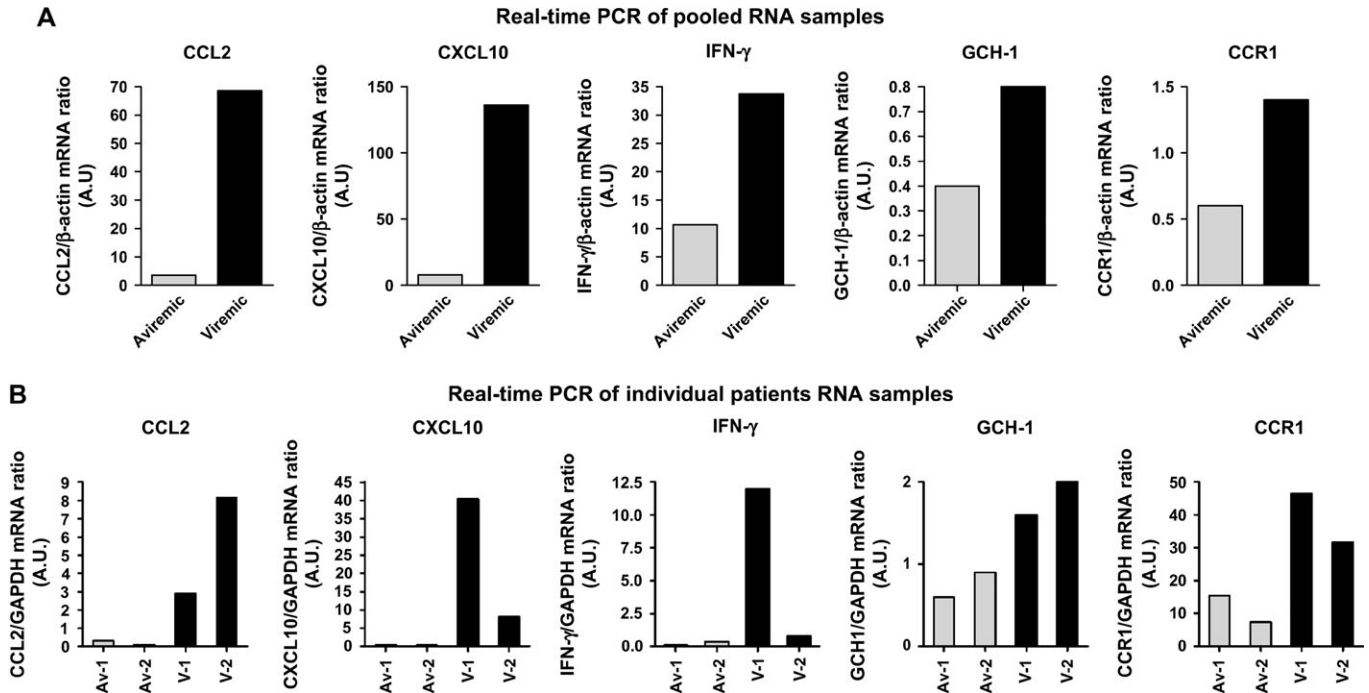 A
Real-time PCR of pooled RNA samples
CCL2
CCL2/β-actin mRNA ratio
(A.U)
70
60
50
40
30
20
10
0
Aviremic
Viremic
CXCL10
CXCL10/β-actin mRNA ratio
(A.U)
150
100
50
0
Aviremic
Viremic
IFN-γ
IFN-γ/β-actin mRNA ratio
(A.U)
35
30
25
20
15
10
5
0
Aviremic
Viremic
GCH-1
GCH-1/β-actin mRNA ratio
(A.U.)
0.8
0.7
0.6
0.5
0.4
0.3
0.2
0.1
0.0
Aviremic
Viremic
CCR1
CCR1/β-actin mRNA ratio
(A.U)
1.5
1.0
0.5
0.0
Aviremic
Viremic
B
Real-time PCR of individual patients RNA samples
CCL2
CCL2/GAPDH mRNA ratio
(A.U.)
9
8
7
6
5
4
3
2
1
0
Av-1
Av-2
V-1
V-2
CXCL10
CXCL10/GAPDH mRNA ratio
(A.U.)
45
40
35
30
25
20
15
10
5
0
Av-1
Av-2
V-1
V-2
IFN-γ
IFN-γ/GAPDH mRNA ratio
(A.U.)
12.5
10.0
7.5
5.0
2.5
0.0
Av-1
Av-2
V-1
V-2
GCH-1
GCH1/GAPDH mRNA ratio
(A.U.)
2
1
0
Av-1
Av-2
V-1
V-2
CCR1
CCR1/GAPDH mRNA ratio
(A.U.)
50
40
30
20
10
0
Av-1
Av-2
V-1
V-2